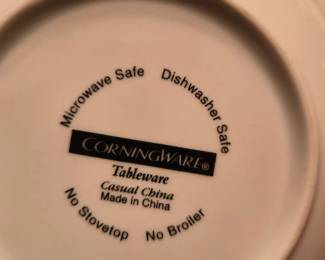 Microwave Safe Dishwasher Safe
CORNINGWARE®
Tableware
Casual China
Made in China
No Stovetop No Broiler